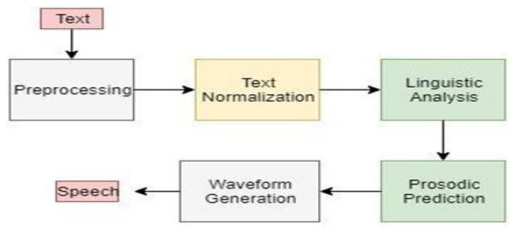 Text
Preprocessing
Text
Normalization
Linguistic
Analysis
Prosodic
Prediction
Waveform
Generation
Speech